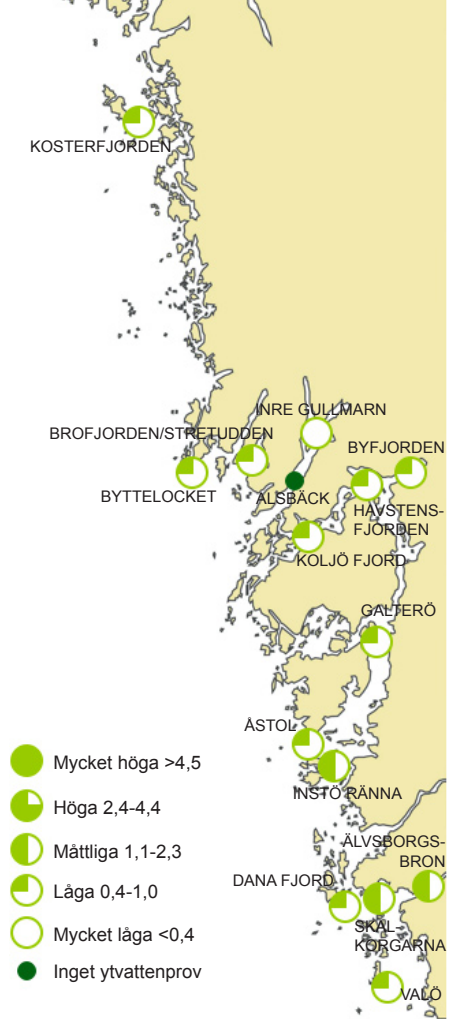 KOSTERFJORDEN
INRE GULLMARN
BROFJORDEN/STRETUDDEN
BYFJORDEN
BYTTELOCKET
ALSBÄCK
HAVSTENS-
FJORDEN
KOLJÖ FJORD
GALTERÖ
ÅSTOL
INSTÖ RÄNNA
ÄLVSBORGS-
BRON
DANA FJORD
SKAL-
KORGARNA
VALÖ
Mycket höga >4,5
Höga 2,4-4,4
Måttliga 1,1-2,3
Låga 0,4-1,0
Mycket låga <0,4
Inget ytvattenprov